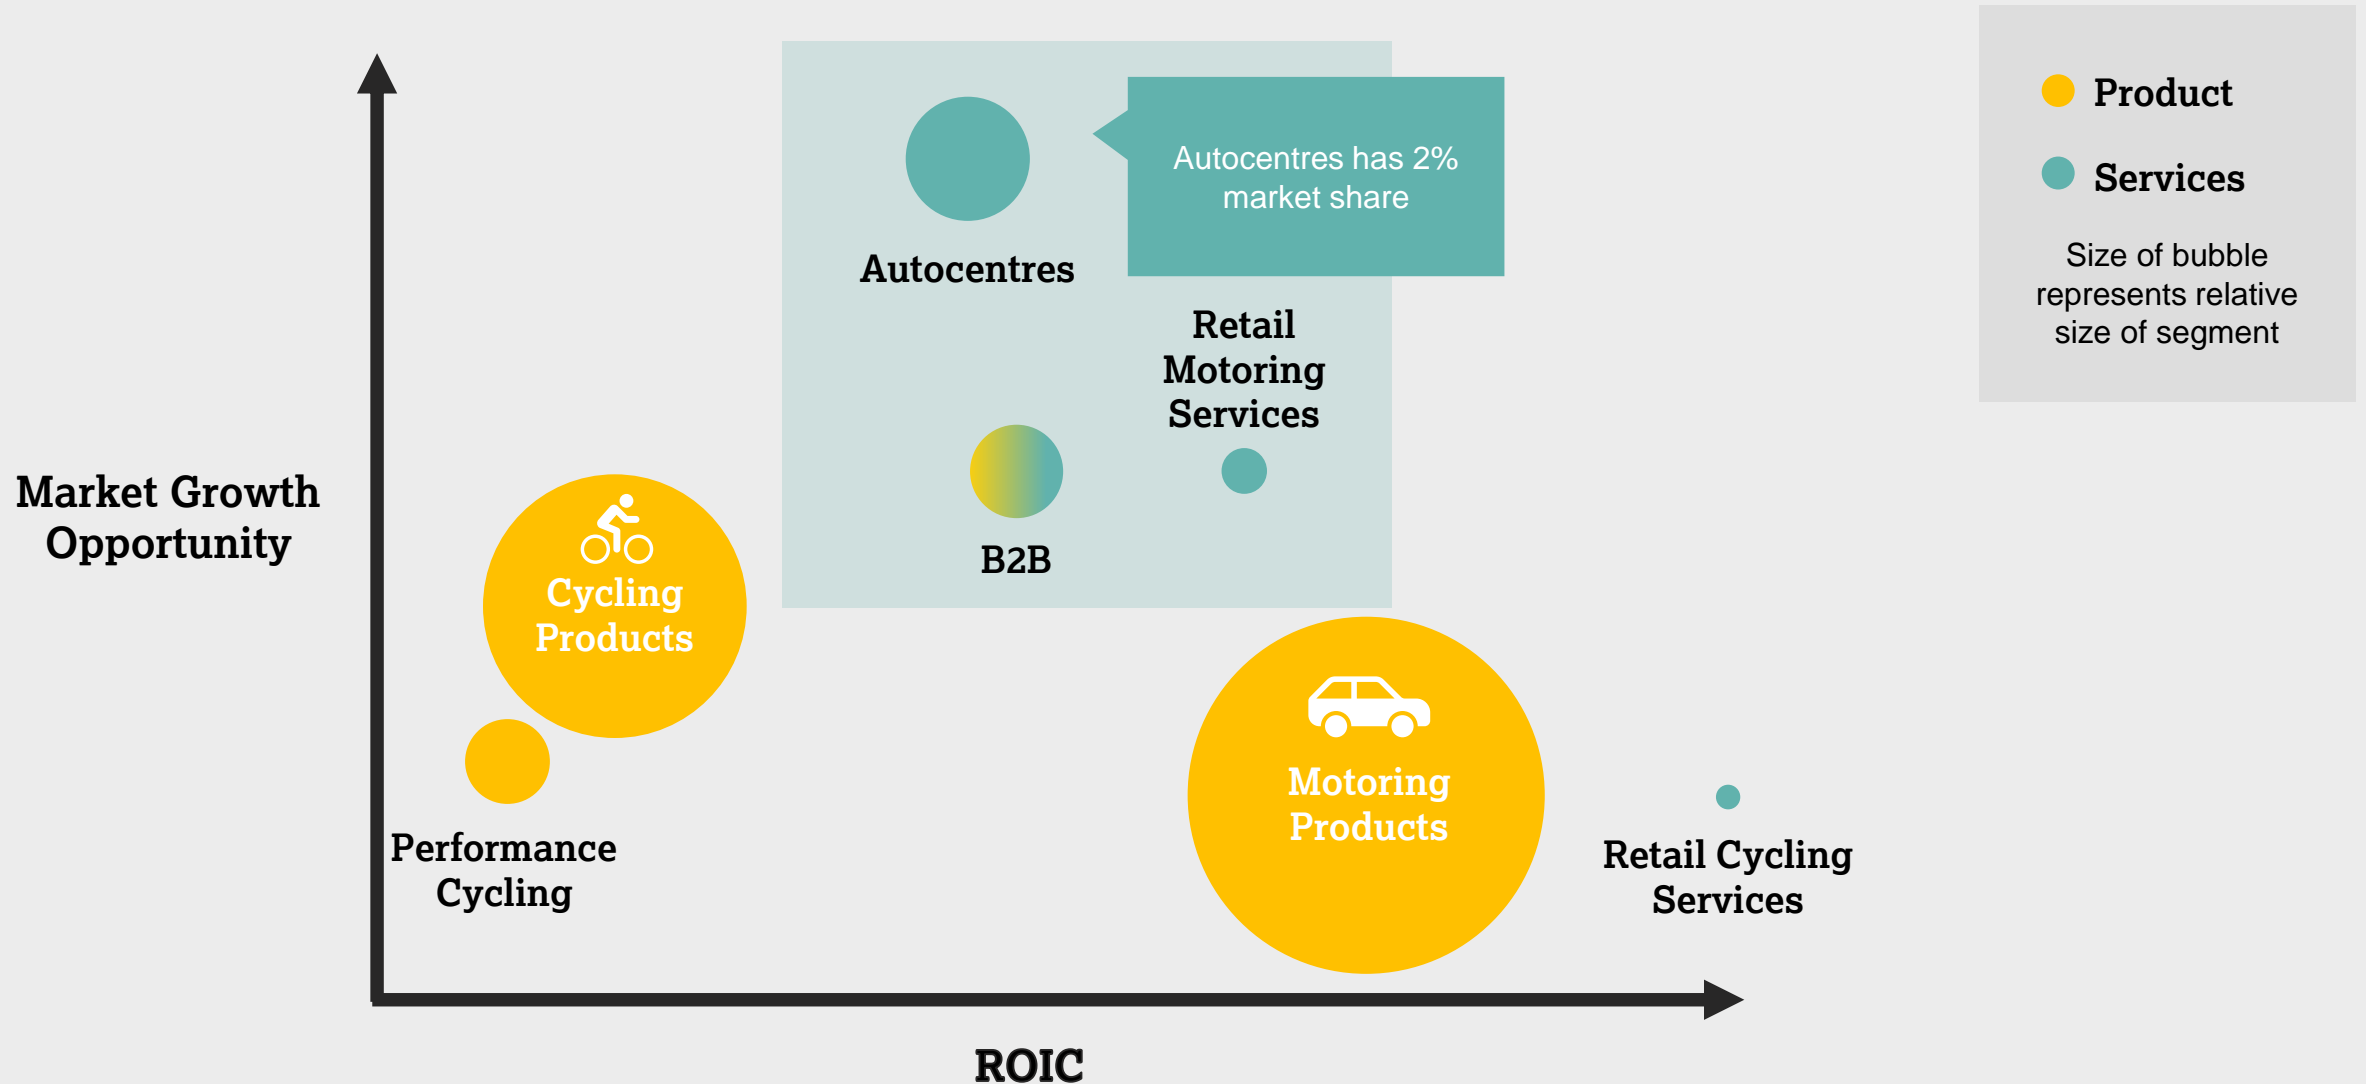 Product
Services
Size of bubble
represents relative
size of segment
Autocentres has 2%
market share
Autocentres
Retail
Motoring
Services
B2B
Market Growth
Opportunity
Cycling
Products
Performance
Cycling
Motoring
Products
Retail Cycling
Services
ROIC